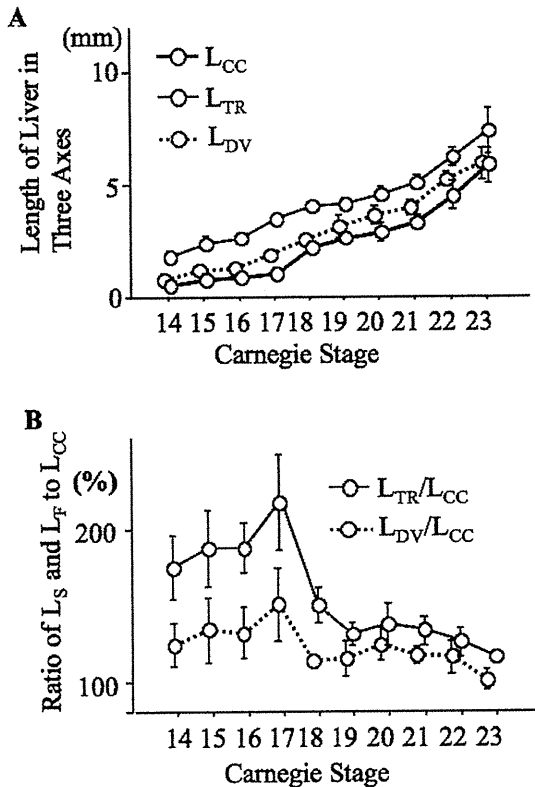 A
(mm)
10
5
0
Length of Liver in
Three Axes
L_CC
L_TR
L_DV
14 15 16 17 18 19 20 21 22 23
Carnegie Stage
B
(%)
200
100
Ratio of L_S and L_F to L_CC
L_TR/L_CC
L_DV/L_CC
14 15 16 17 18 19 20 21 22 23
Carnegie Stage